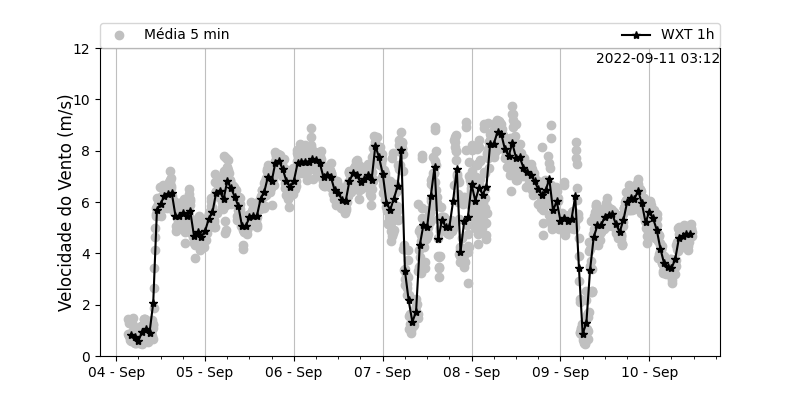 Média 5 min
WXT 1h
2022-09-11 03:12
Velocidade do Vento (m/s)
12
10
8
6
4
2
0
04 - Sep
05 - Sep
06 - Sep
07 - Sep
08 - Sep
09 - Sep
10 - Sep